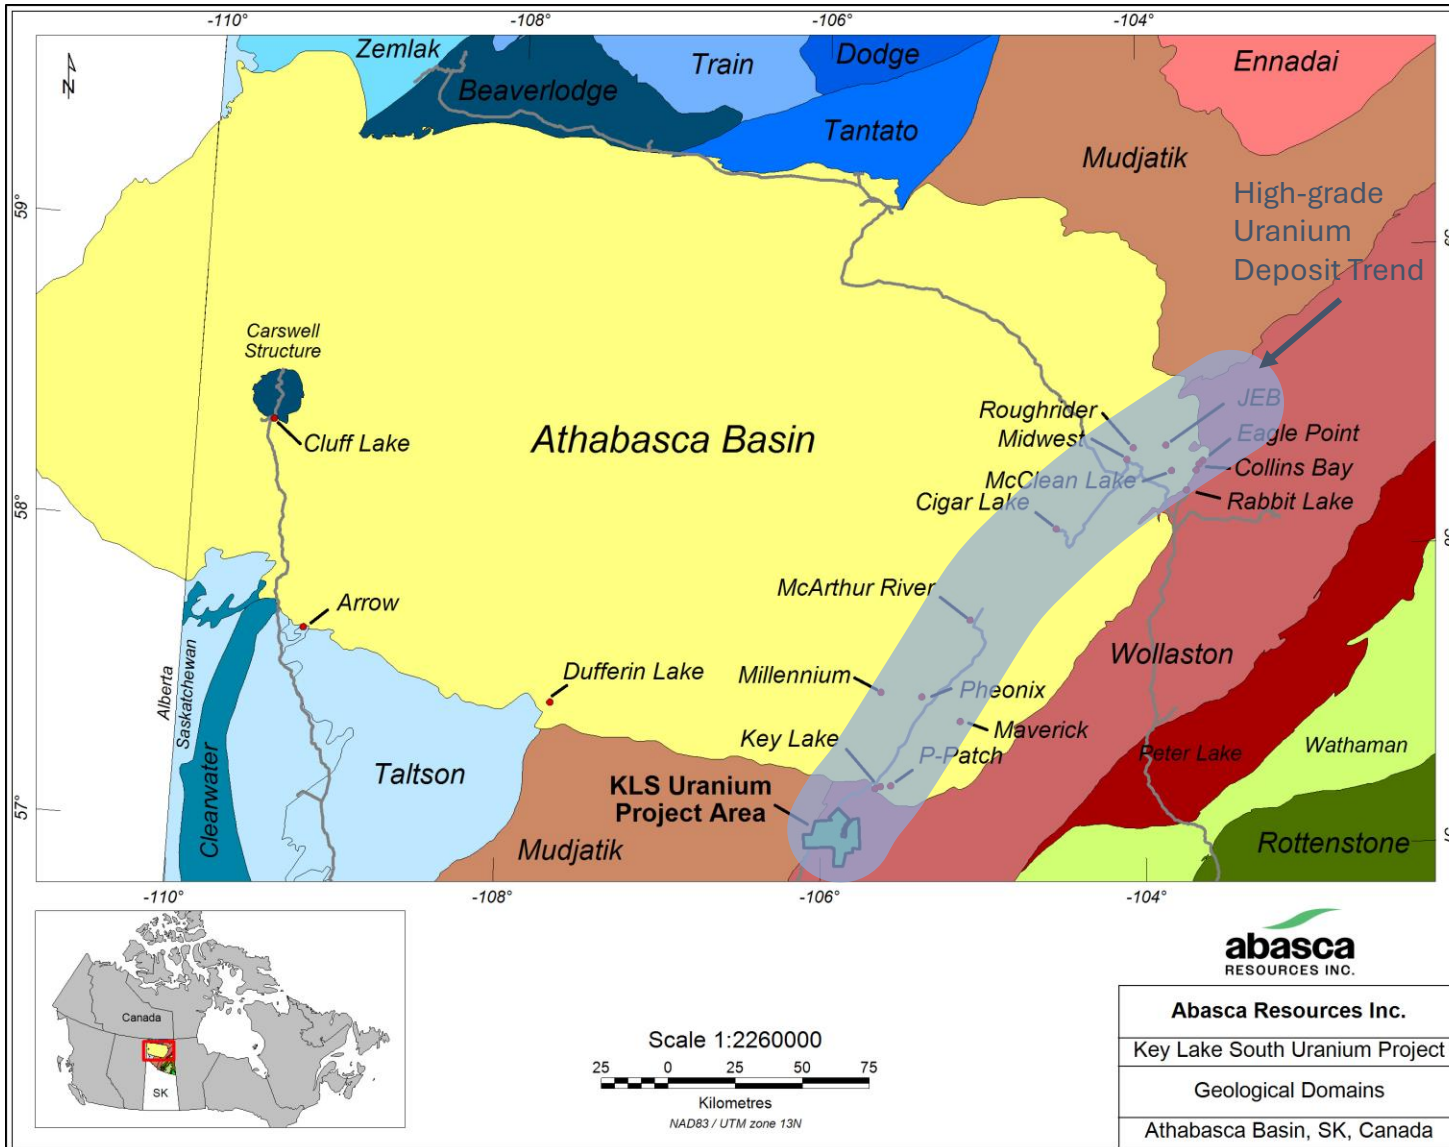 -110°
-108°
-106°
-104°
N
Zemlak
Beaverlodge
Train
Dodge
Tantato
Ennadai
Mudjatik
59°
High-grade
Uranium
Deposit Trend
Carswell
Structure
Cluff Lake
Athabasca Basin
Roughrider
Midwest
McClean Lake
Cigar Lake
JEB
Eagle Point
Collins Bay
Rabbit Lake
58°
McArthur River
Arrow
Dufferin Lake
Millennium
Pheonix
Maverick
Key Lake
P-Patch
KLS Uranium
Project Area
Wollaston
Peter Lake
Wathaman
Rottenstone
Alberta
Saskatchewan
Clearwater
Taltson
Mudjatik
57°
-110°
-108°
-106°
-104°
Canada
SK
Scale 1:2260000
25 0 25 50 75
Kilometres
NAD83 / UTM zone 13N
abasca
RESOURCES INC.
Abasca Resources Inc.
Key Lake South Uranium Project
Geological Domains
Athabasca Basin, SK, Canada